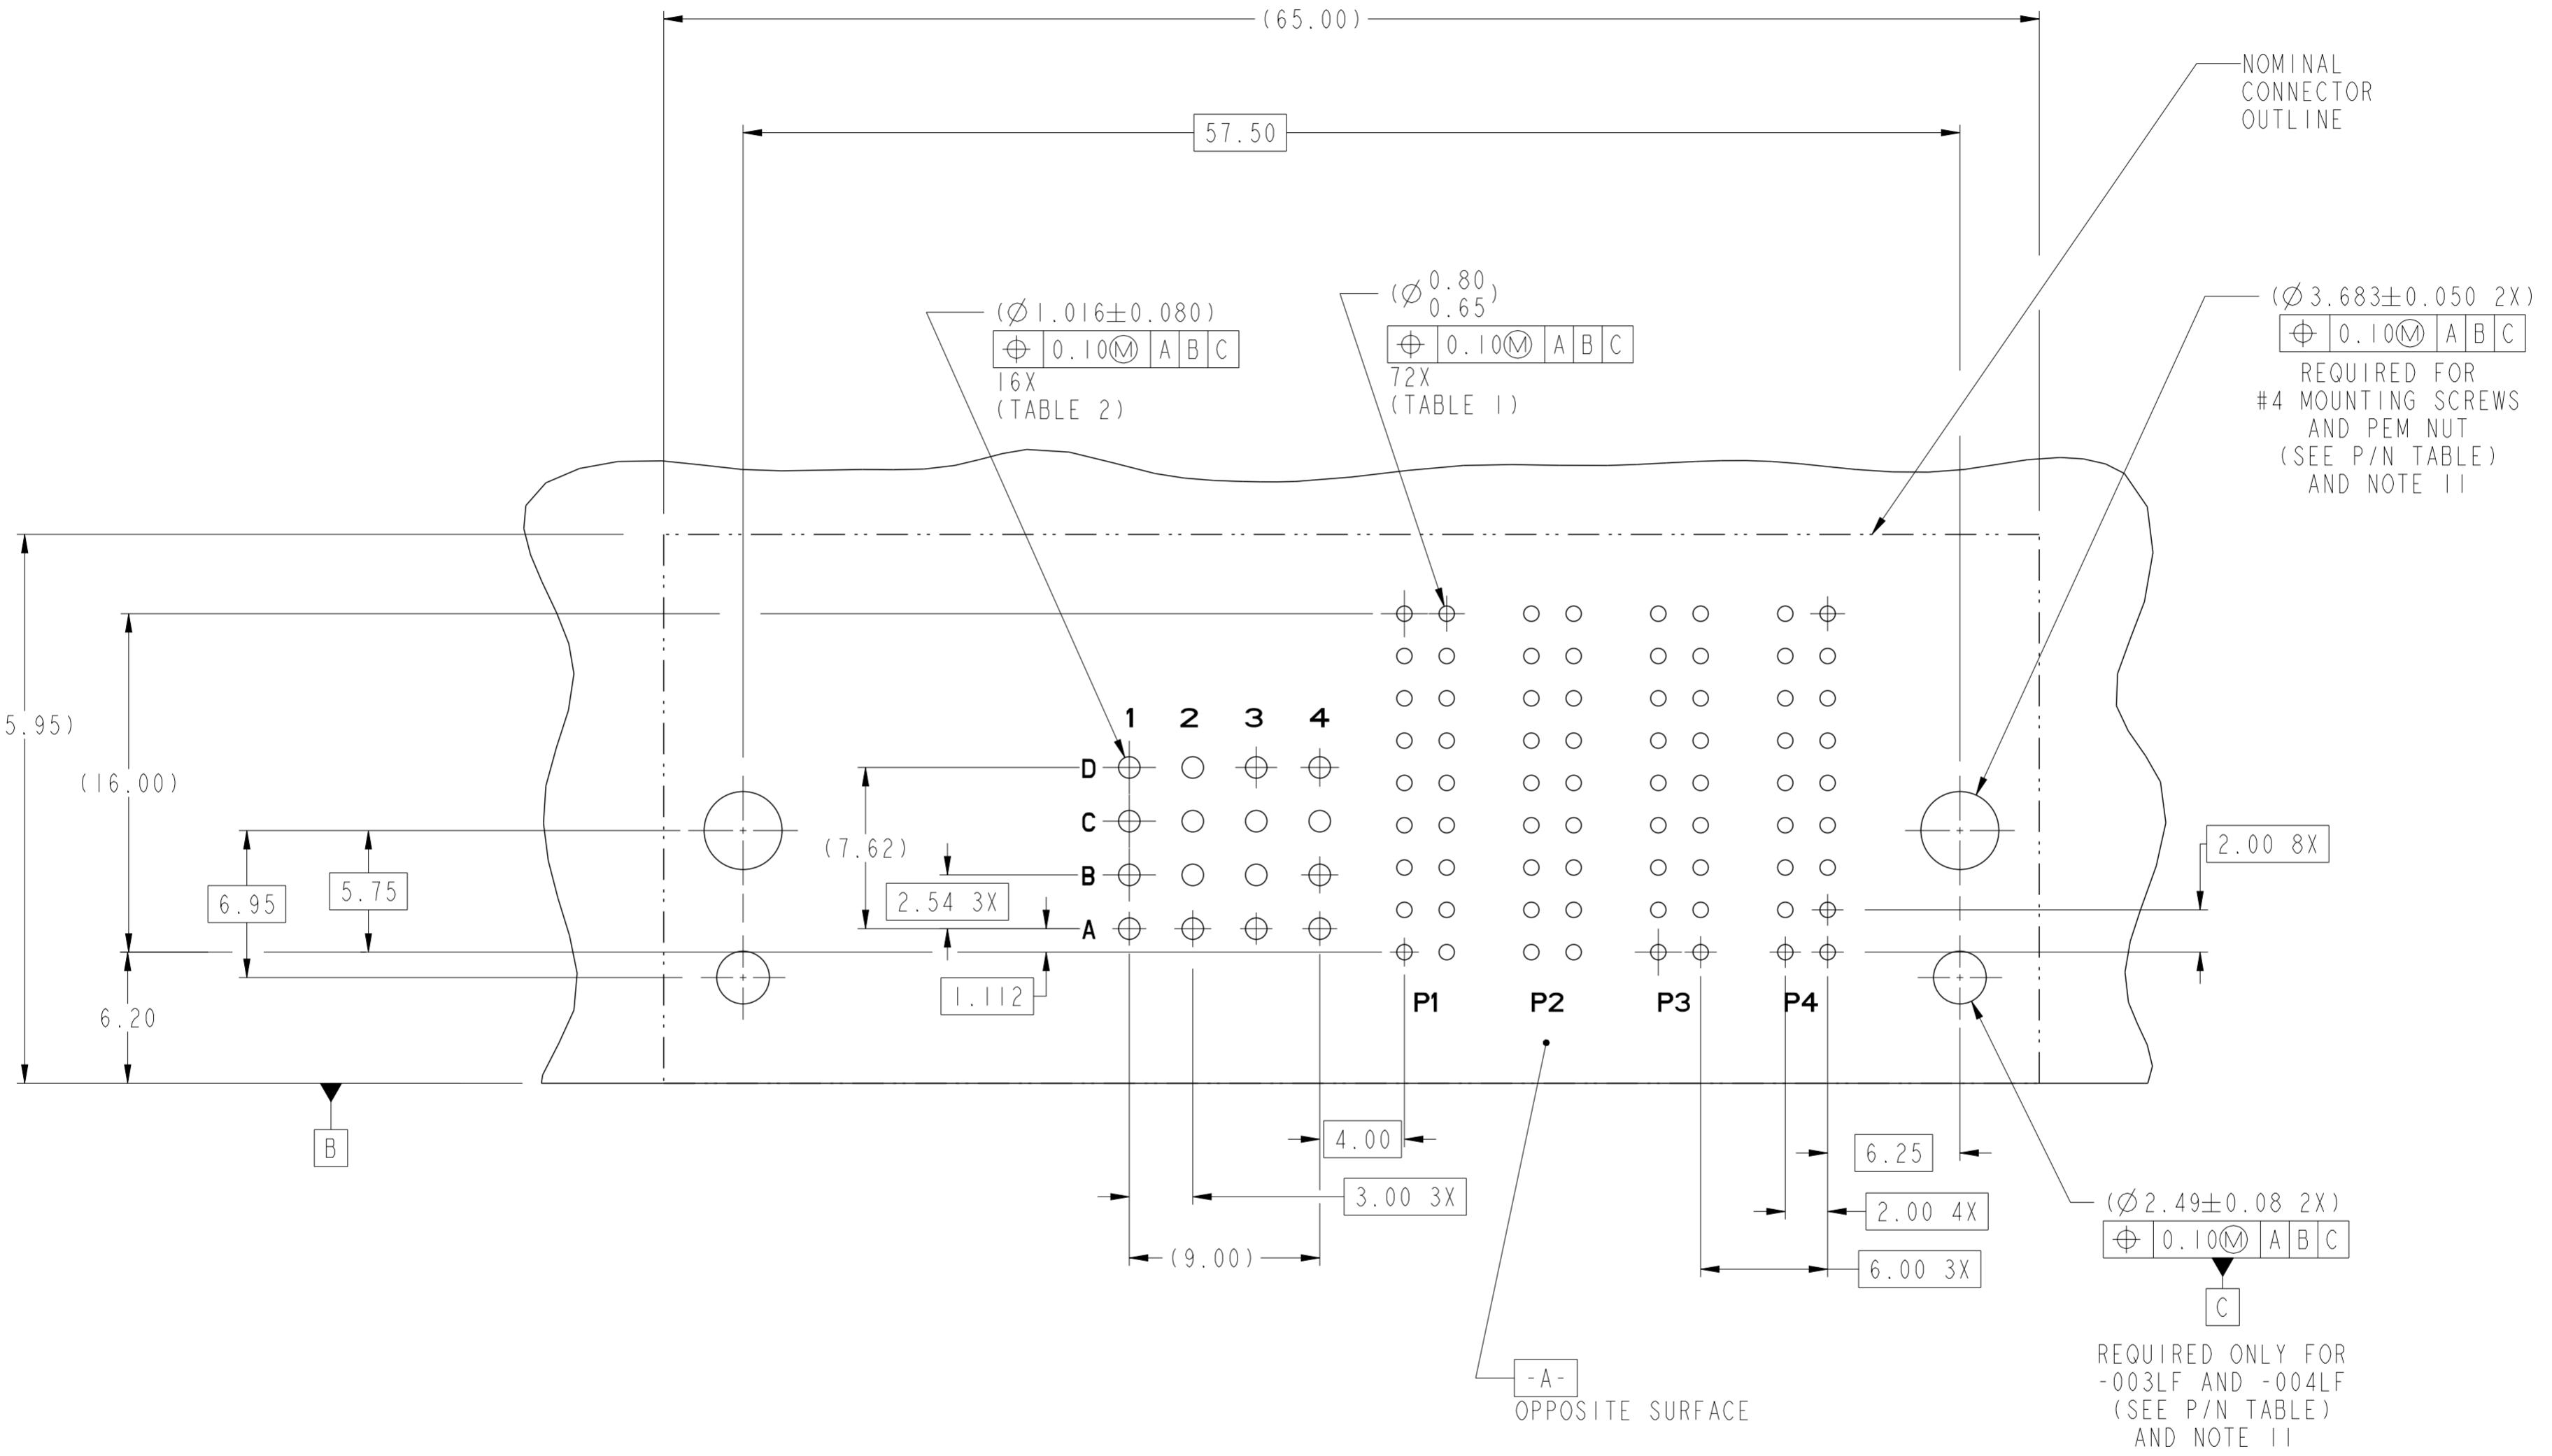 (65.00)
NOMINAL
CONNECTOR
OUTLINE
57.50
(Ø1.016±0.080)
⌖ 0.10Ⓜ A B C
16X
(TABLE 2)
(Ø 0.80
0.65)
⌖ 0.10Ⓜ A B C
72X
(TABLE 1)
(Ø3.683±0.050 2X)
⌖ 0.10Ⓜ A B C
REQUIRED FOR
#4 MOUNTING SCREWS
AND PEM NUT
(SEE P/N TABLE)
AND NOTE 11
5.95)
(16.00)
6.95
5.75
6.20
(7.62)
2.54 3X
1.112
1 2 3 4
D
C
B
A
P1 P2 P3 P4
2.00 8X
B
4.00
3.00 3X
(9.00)
6.25
2.00 4X
6.00 3X
-A-
OPPOSITE SURFACE
(Ø2.49±0.08 2X)
⌖ 0.10Ⓜ A B C
C
REQUIRED ONLY FOR
-003LF AND -004LF
(SEE P/N TABLE)
AND NOTE 11